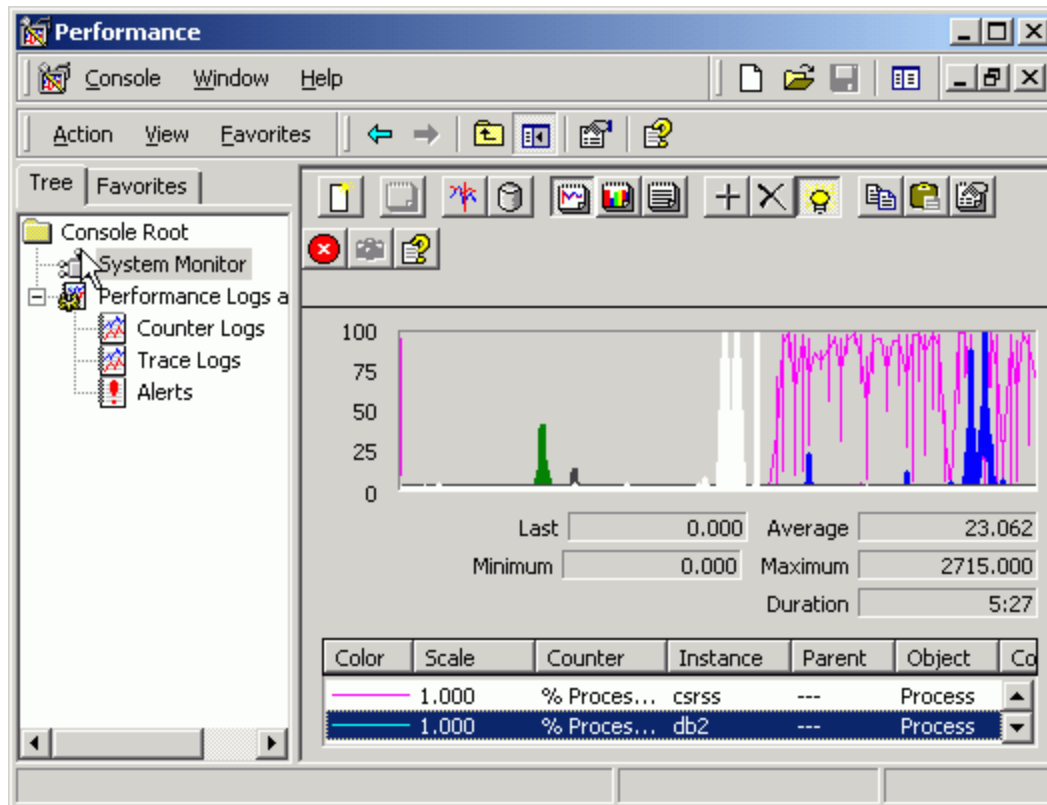 Performance
Console Window Help
Action View Favorites
Tree Favorites
Console Root
System Monitor
Performance Logs a
Counter Logs
Trace Logs
Alerts
100
75
50
25
0
Last 0.000 Average 23.062
Minimum 0.000 Maximum 2715.000
Duration 5:27
Color Scale Counter Instance Parent Object Co
1.000 % Proces... csrss --- Process
1.000 % Proces... db2 --- Process